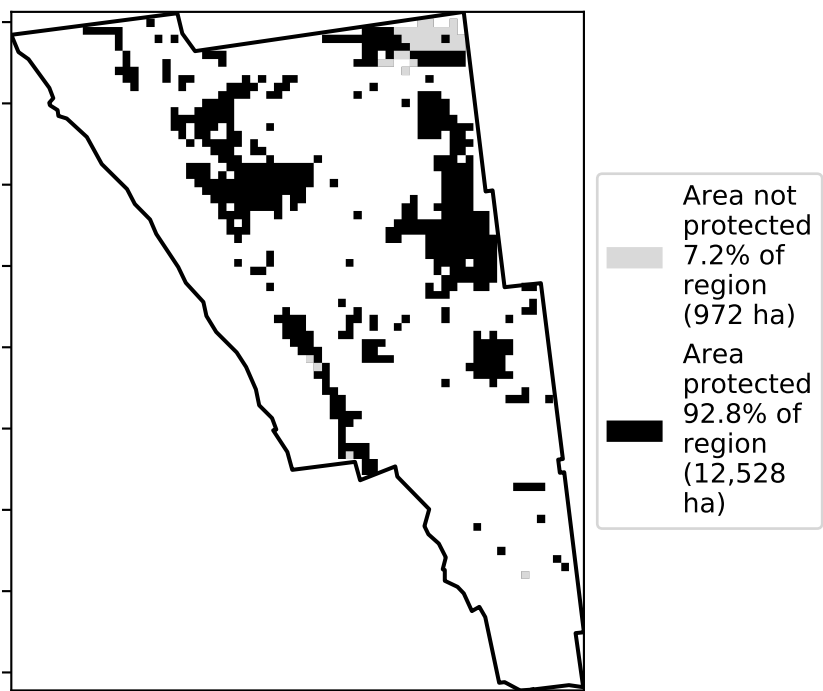 Area not
protected
7.2% of
region
(972 ha)
Area
protected
92.8% of
region
(12,528
ha)